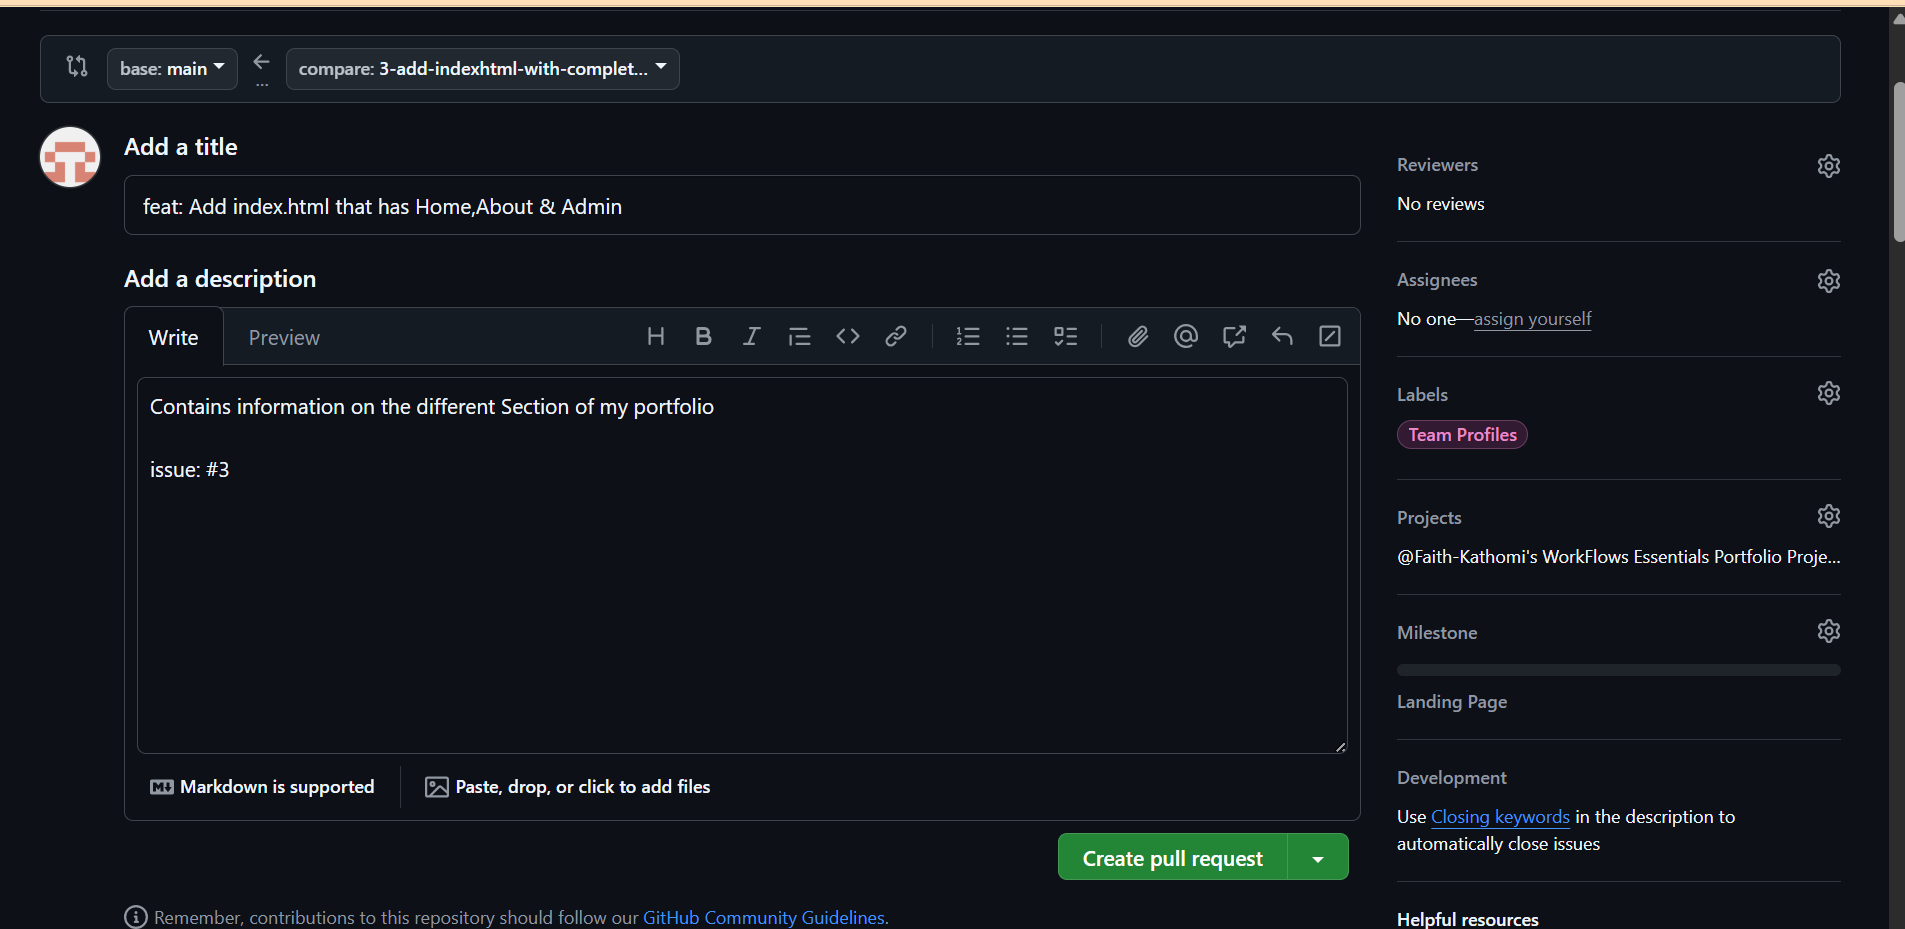 base: main
compare: 3-add-indexhtml-with-complet...
Add a title
feat: Add index.html that has Home,About & Admin
Add a description
Write
Preview
Contains information on the different Section of my portfolio
issue: #3
Markdown is supported
Paste, drop, or click to add files
Create pull request
Remember, contributions to this repository should follow our GitHub Community Guidelines.
Reviewers
No reviews
Assignees
No one—assign yourself
Labels
Team Profiles
Projects
@Faith-Kathomi's WorkFlows Essentials Portfolio Proje...
Milestone
Landing Page
Development
Use Closing keywords in the description to
automatically close issues
Helpful resources